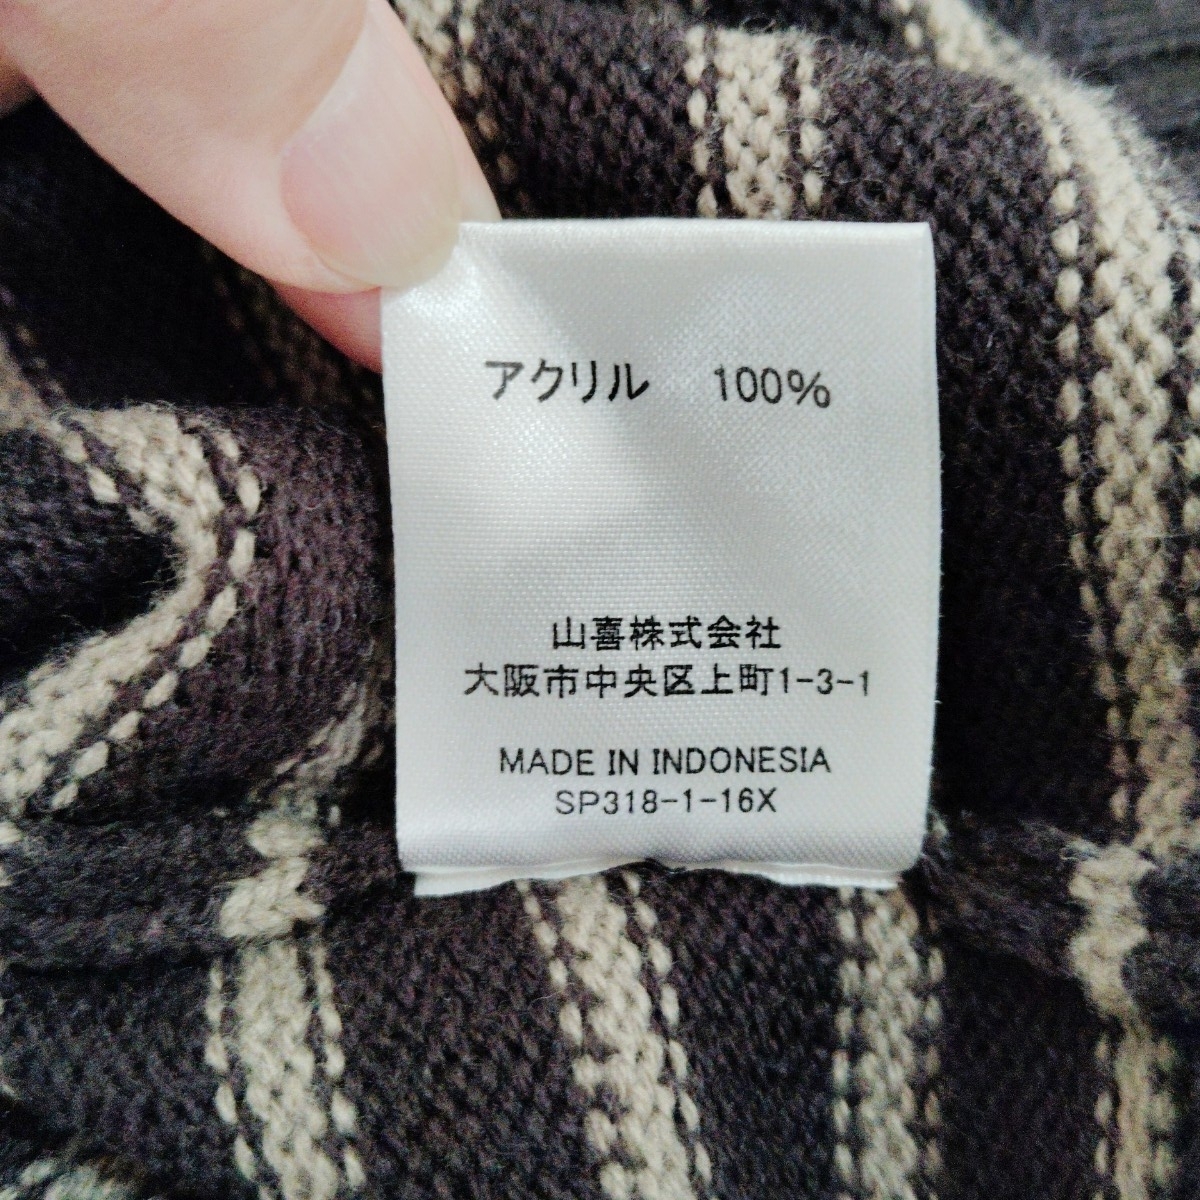 アクリル 100%
山喜株式会社
大阪市中央区上町1-3-1
MADE IN INDONESIA
SP318-1-16X